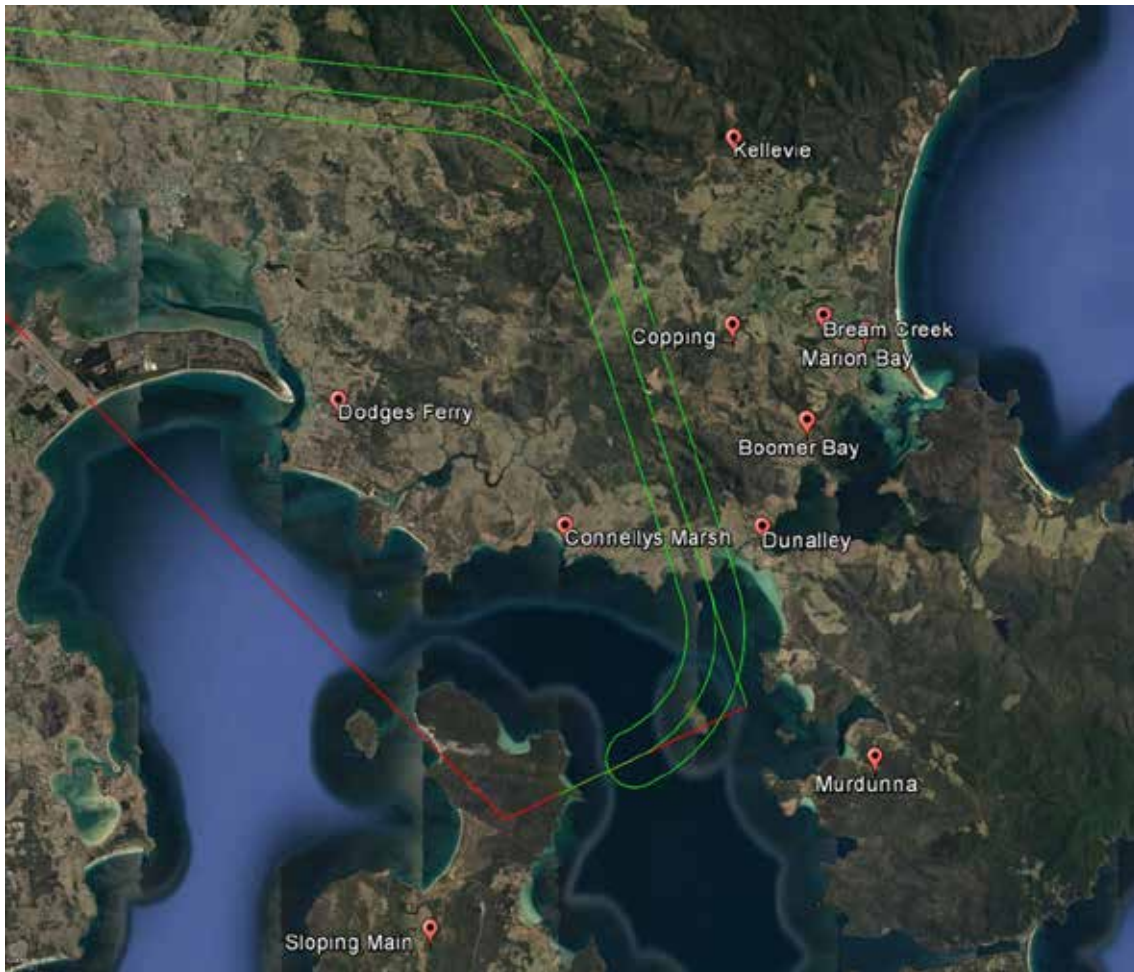 Kellevie
Copping
Bream Creek
Marion Bay
Dodges Ferry
Boomer Bay
Connellys Marsh
Dunalley
Murdunna
Sloping Main